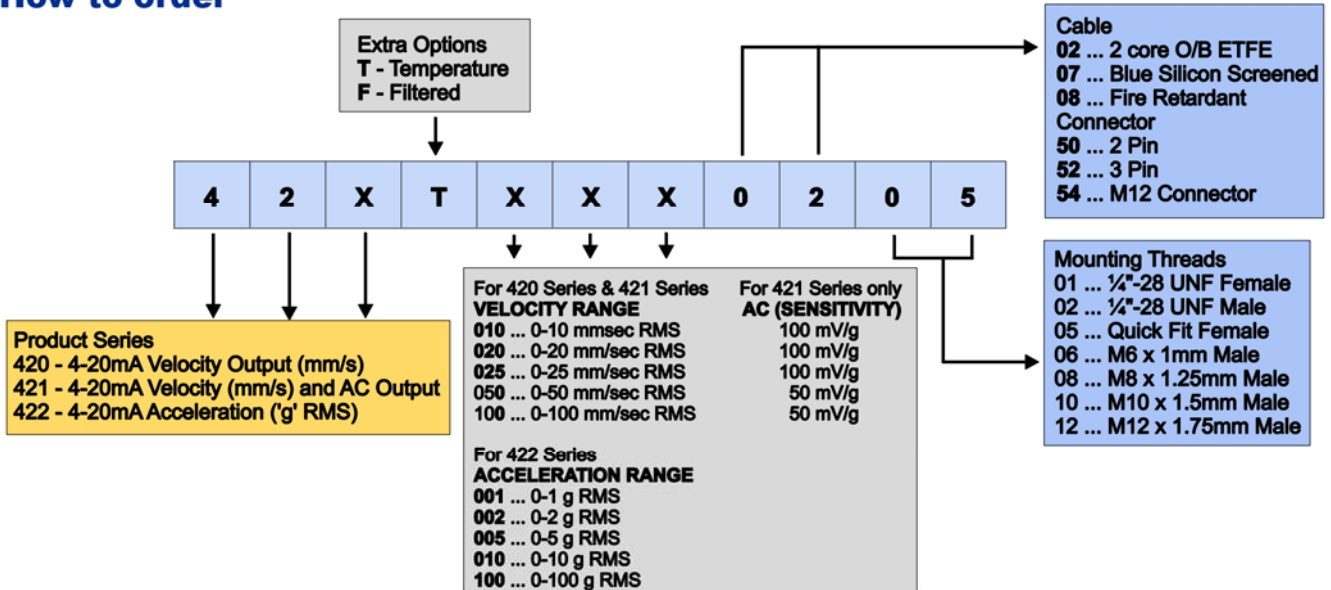 How to order
Extra Options
T - Temperature
F - Filtered
4 2 X T X X X 0 2 0 5
Cable
02 ... 2 core O/B ETFE
07 ... Blue Silicon Screened
08 ... Fire Retardant
Connector
50 ... 2 Pin
52 ... 3 Pin
54 ... M12 Connector
Product Series
420 - 4-20mA Velocity Output (mm/s)
421 - 4-20mA Velocity (mm/s) and AC Output
422 - 4-20mA Acceleration ('g' RMS)
For 420 Series & 421 Series For 421 Series only
VELOCITY RANGE AC (SENSITIVITY)
010 ... 0-10 mmsec RMS 100 mV/g
020 ... 0-20 mm/sec RMS 100 mV/g
025 ... 0-25 mm/sec RMS 100 mV/g
050 ... 0-50 mm/sec RMS 50 mV/g
100 ... 0-100 mm/sec RMS 50 mV/g
For 422 Series
ACCELERATION RANGE
001 ... 0-1 g RMS
002 ... 0-2 g RMS
005 ... 0-5 g RMS
010 ... 0-10 g RMS
100 ... 0-100 g RMS
Mounting Threads
01 ... ¼"-28 UNF Female
02 ... ¼"-28 UNF Male
05 ... Quick Fit Female
06 ... M6 x 1mm Male
08 ... M8 x 1.25mm Male
10 ... M10 x 1.5mm Male
12 ... M12 x 1.75mm Male